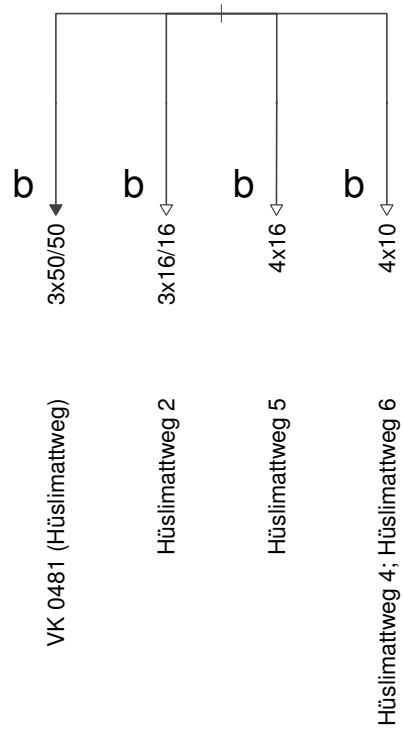 b
b
b
b
3x50/50
3x16/16
4x16
4x10
VK 0481 (Hüslimattweg)
Hüslimattweg 2
Hüslimattweg 5
Hüslimattweg 4; Hüslimattweg 6